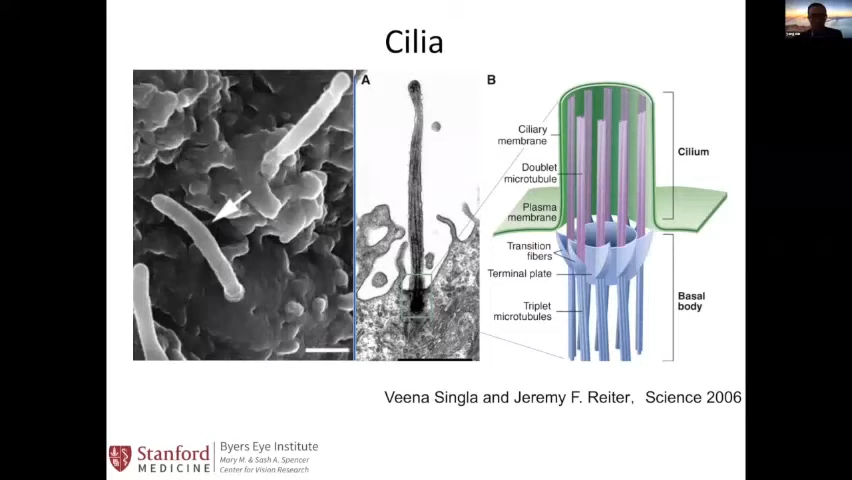 Cilia
A
B
Ciliary
membrane
Doublet
microtubule
Plasma
membrane
Transition
fibers
Terminal plate
Triplet
microtubules
Cilium
Basal
body
Veena Singla and Jeremy F. Reiter, Science 2006
Stanford
MEDICINE
Byers Eye Institute
Mary M. & Sash A. Spencer
Center for Vision Research